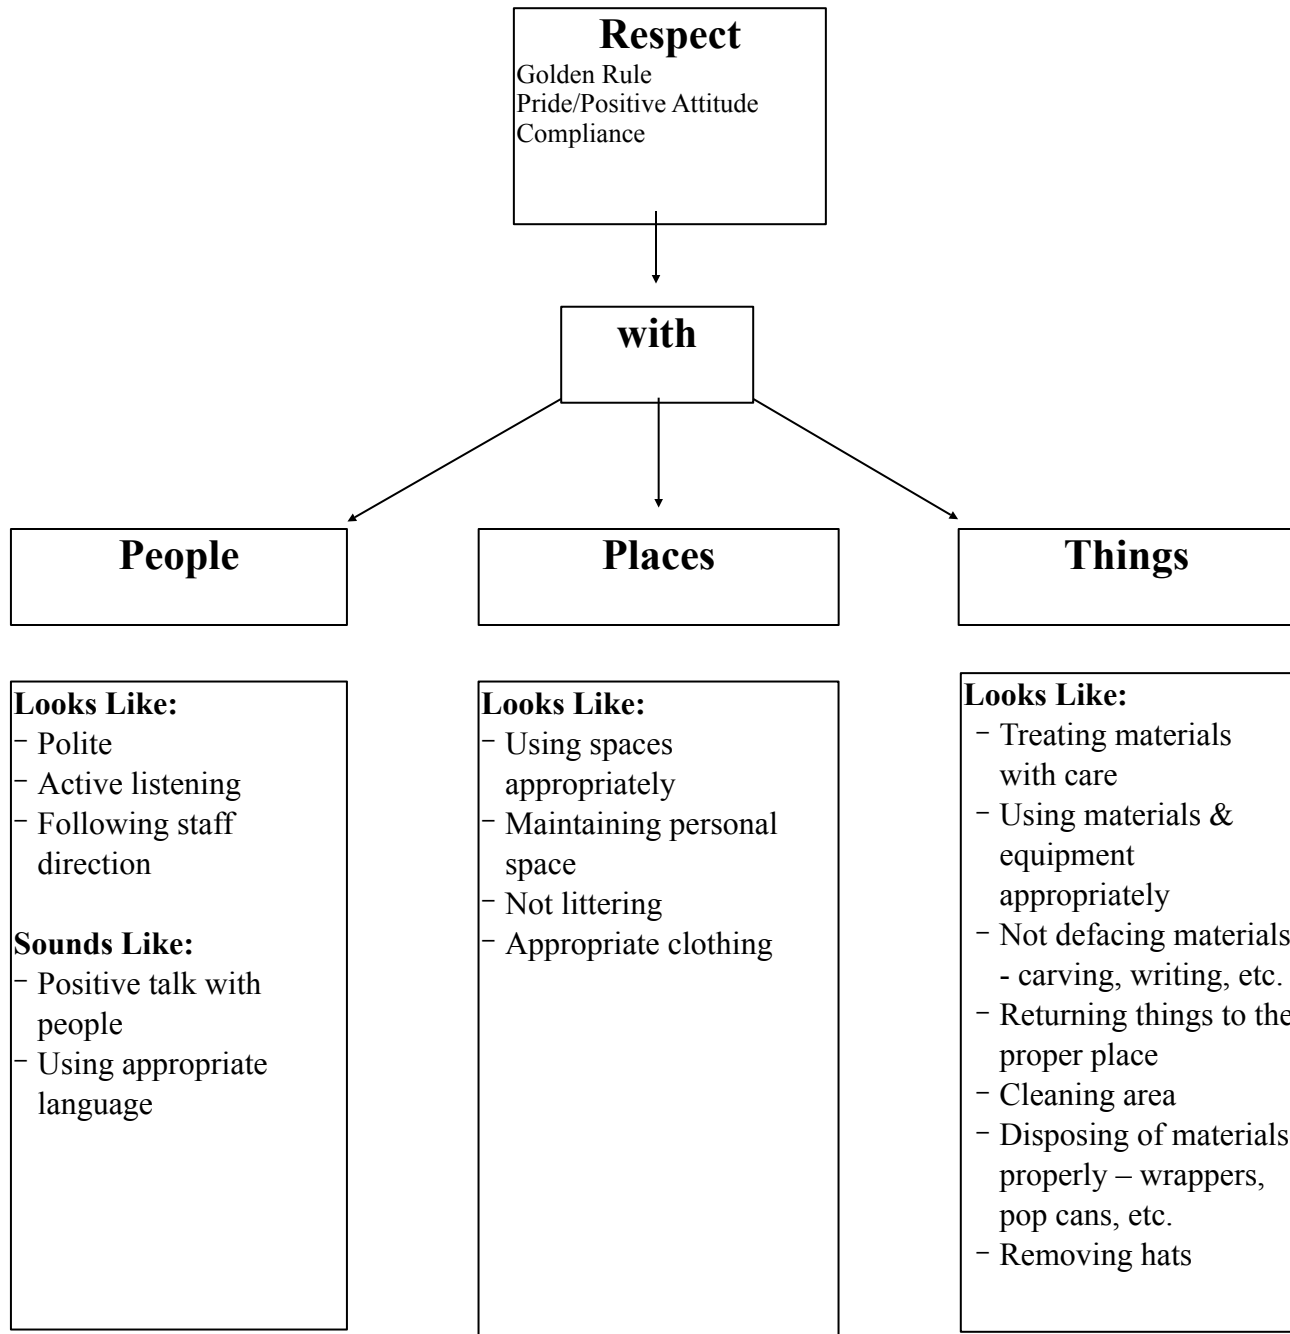 Respect
Golden Rule
Pride/Positive Attitude
Compliance
with
People
Places
Things
Looks Like:
- Polite
- Active listening
- Following staff
direction
Sounds Like:
- Positive talk with
people
- Using appropriate
language
Looks Like:
- Using spaces
appropriately
- Maintaining personal
space
- Not littering
- Appropriate clothing
Looks Like:
- Treating materials
with care
- Using materials &
equipment
appropriately
- Not defacing materials
- carving, writing, etc.
- Returning things to the
proper place
- Cleaning area
- Disposing of materials
properly – wrappers,
pop cans, etc.
- Removing hats